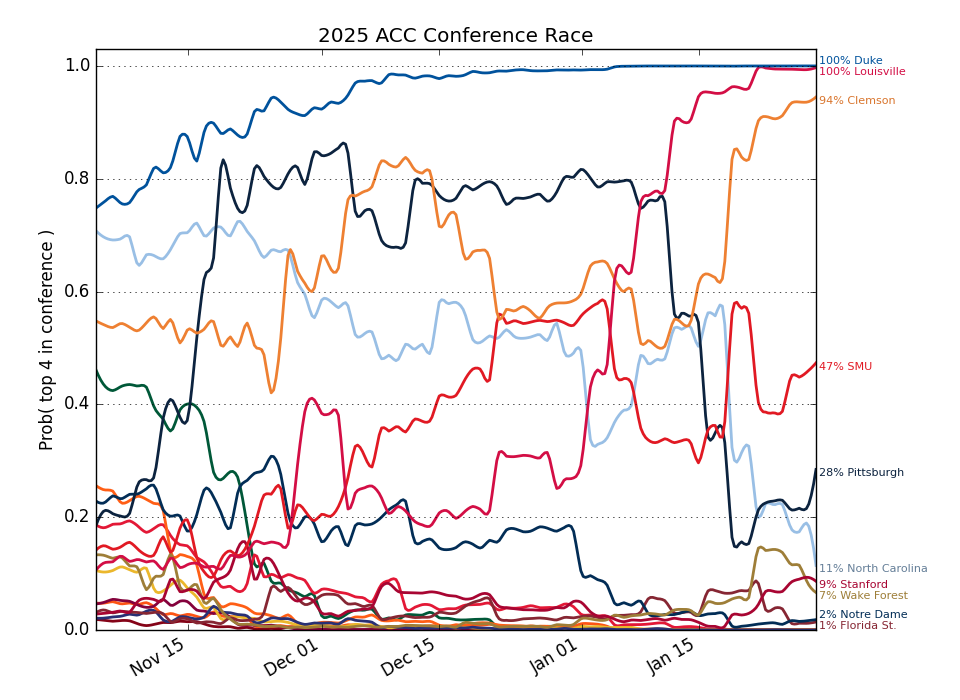 2025 ACC Conference Race
Prob( top 4 in conference )
1.0
0.8
0.6
0.4
0.2
0.0
Nov 15
Dec 01
Dec 15
Jan 01
Jan 15
100% Duke
100% Louisville
94% Clemson
47% SMU
28% Pittsburgh
11% North Carolina
9% Stanford
7% Wake Forest
2% Notre Dame
1% Florida St.